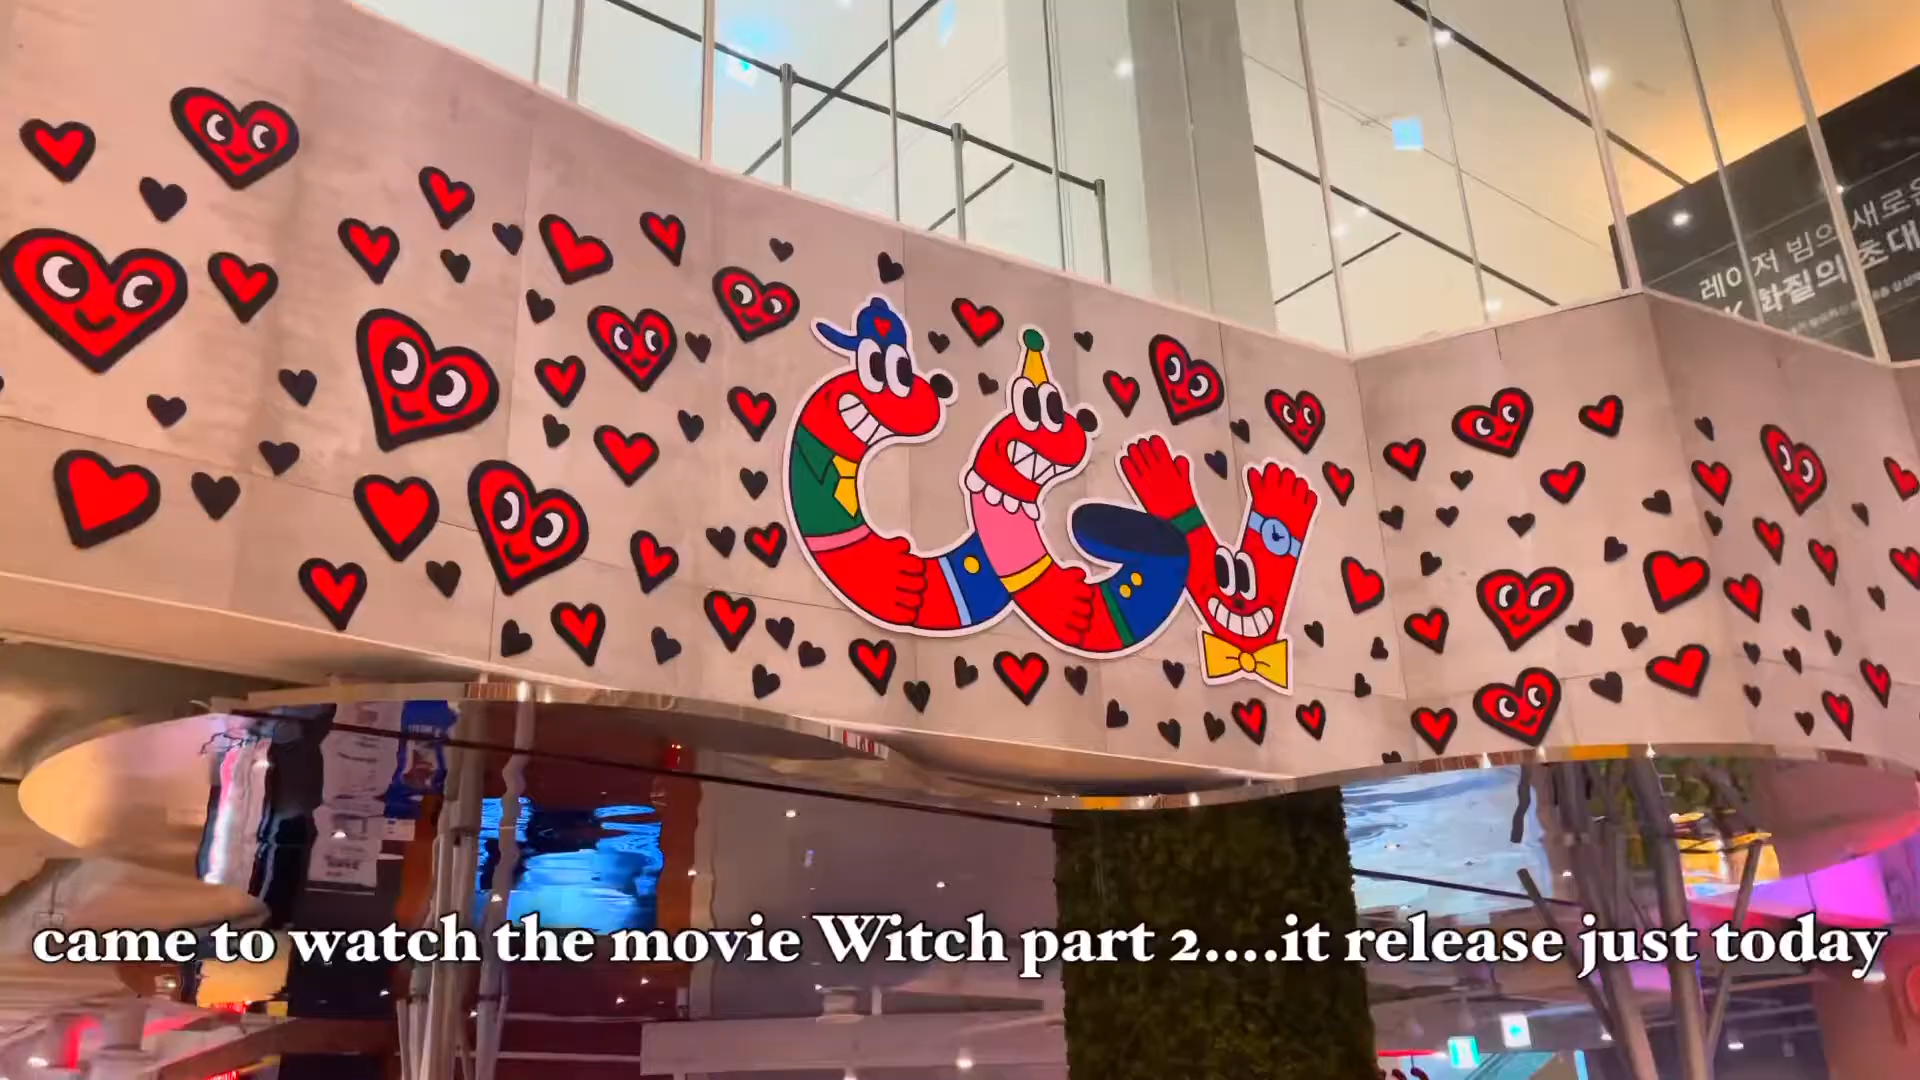 레이저 빔의 새로운
K 화질의 초대
CGV
came to watch the movie Witch part 2....it release just today